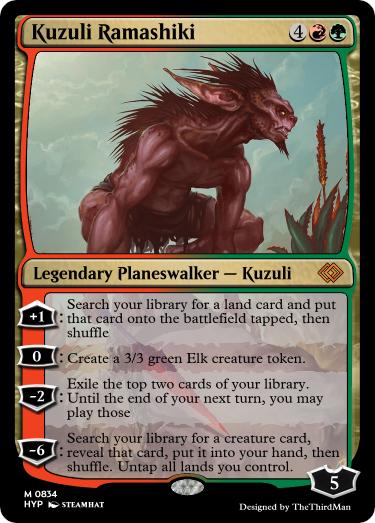 Kuzuli Ramashiki 4
Legendary Planeswalker — Kuzuli
+1 : Search your library for a land card and put
that card onto the battlefield tapped, then
shuffle
0 : Create a 3/3 green Elk creature token.
-2 : Exile the top two cards of your library.
Until the end of your next turn, you may
play those
-6 : Search your library for a creature card,
reveal that card, put it into your hand, then
shuffle. Untap all lands you control.
5
M 0834
HYP STEAMHAT
Designed by TheThirdMan